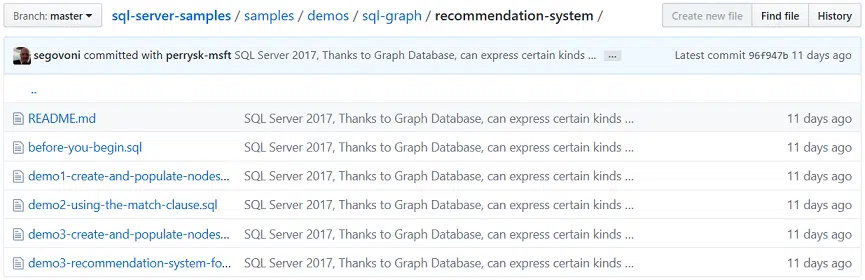 Branch: master sql-server-samples / samples / demos / sql-graph / recommendation-system / Create new file Find file History
segovoni committed with perrysk-msft SQL Server 2017, Thanks to Graph Database, can express certain kinds ... ... Latest commit 96f947b 11 days ago
..
README.md SQL Server 2017, Thanks to Graph Database, can express certain kinds ... 11 days ago
before-you-begin.sql SQL Server 2017, Thanks to Graph Database, can express certain kinds ... 11 days ago
demo1-create-and-populate-nodes... SQL Server 2017, Thanks to Graph Database, can express certain kinds ... 11 days ago
demo2-using-the-match-clause.sql SQL Server 2017, Thanks to Graph Database, can express certain kinds ... 11 days ago
demo3-create-and-populate-nodes... SQL Server 2017, Thanks to Graph Database, can express certain kinds ... 11 days ago
demo3-recommendation-system-fo... SQL Server 2017, Thanks to Graph Database, can express certain kinds ... 11 days ago